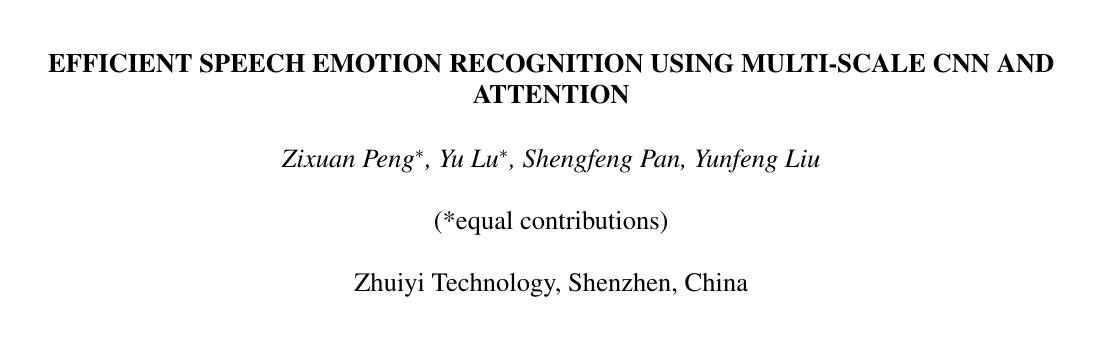 EFFICIENT SPEECH EMOTION RECOGNITION USING MULTI-SCALE CNN AND
ATTENTION
Zixuan Peng*, Yu Lu*, Shengfeng Pan, Yunfeng Liu
(*equal contributions)
Zhuiyi Technology, Shenzhen, China